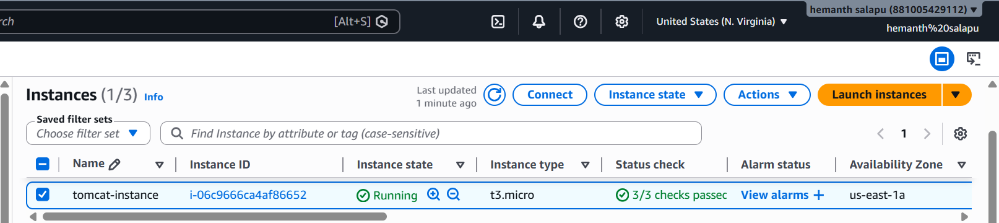 rch [Alt+S] United States (N. Virginia) hemanth salapu (881005429112)
hemanth%20salapu
Instances (1/3) Info Last updated
1 minute ago Connect Instance state Actions Launch instances
Saved filter sets
Choose filter set Find Instance by attribute or tag (case-sensitive) 1
Name Instance ID Instance state Instance type Status check Alarm status Availability Zone
tomcat-instance i-06c9666ca4af86652 Running t3.micro 3/3 checks passec View alarms + us-east-1a